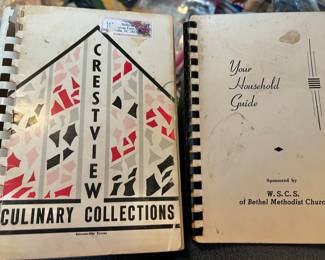 CRESTVIEW
CULINARY COLLECTIONS
Your
Household
Guide
Sponsored by
W. S. C. S.
of Bethel Methodist Church